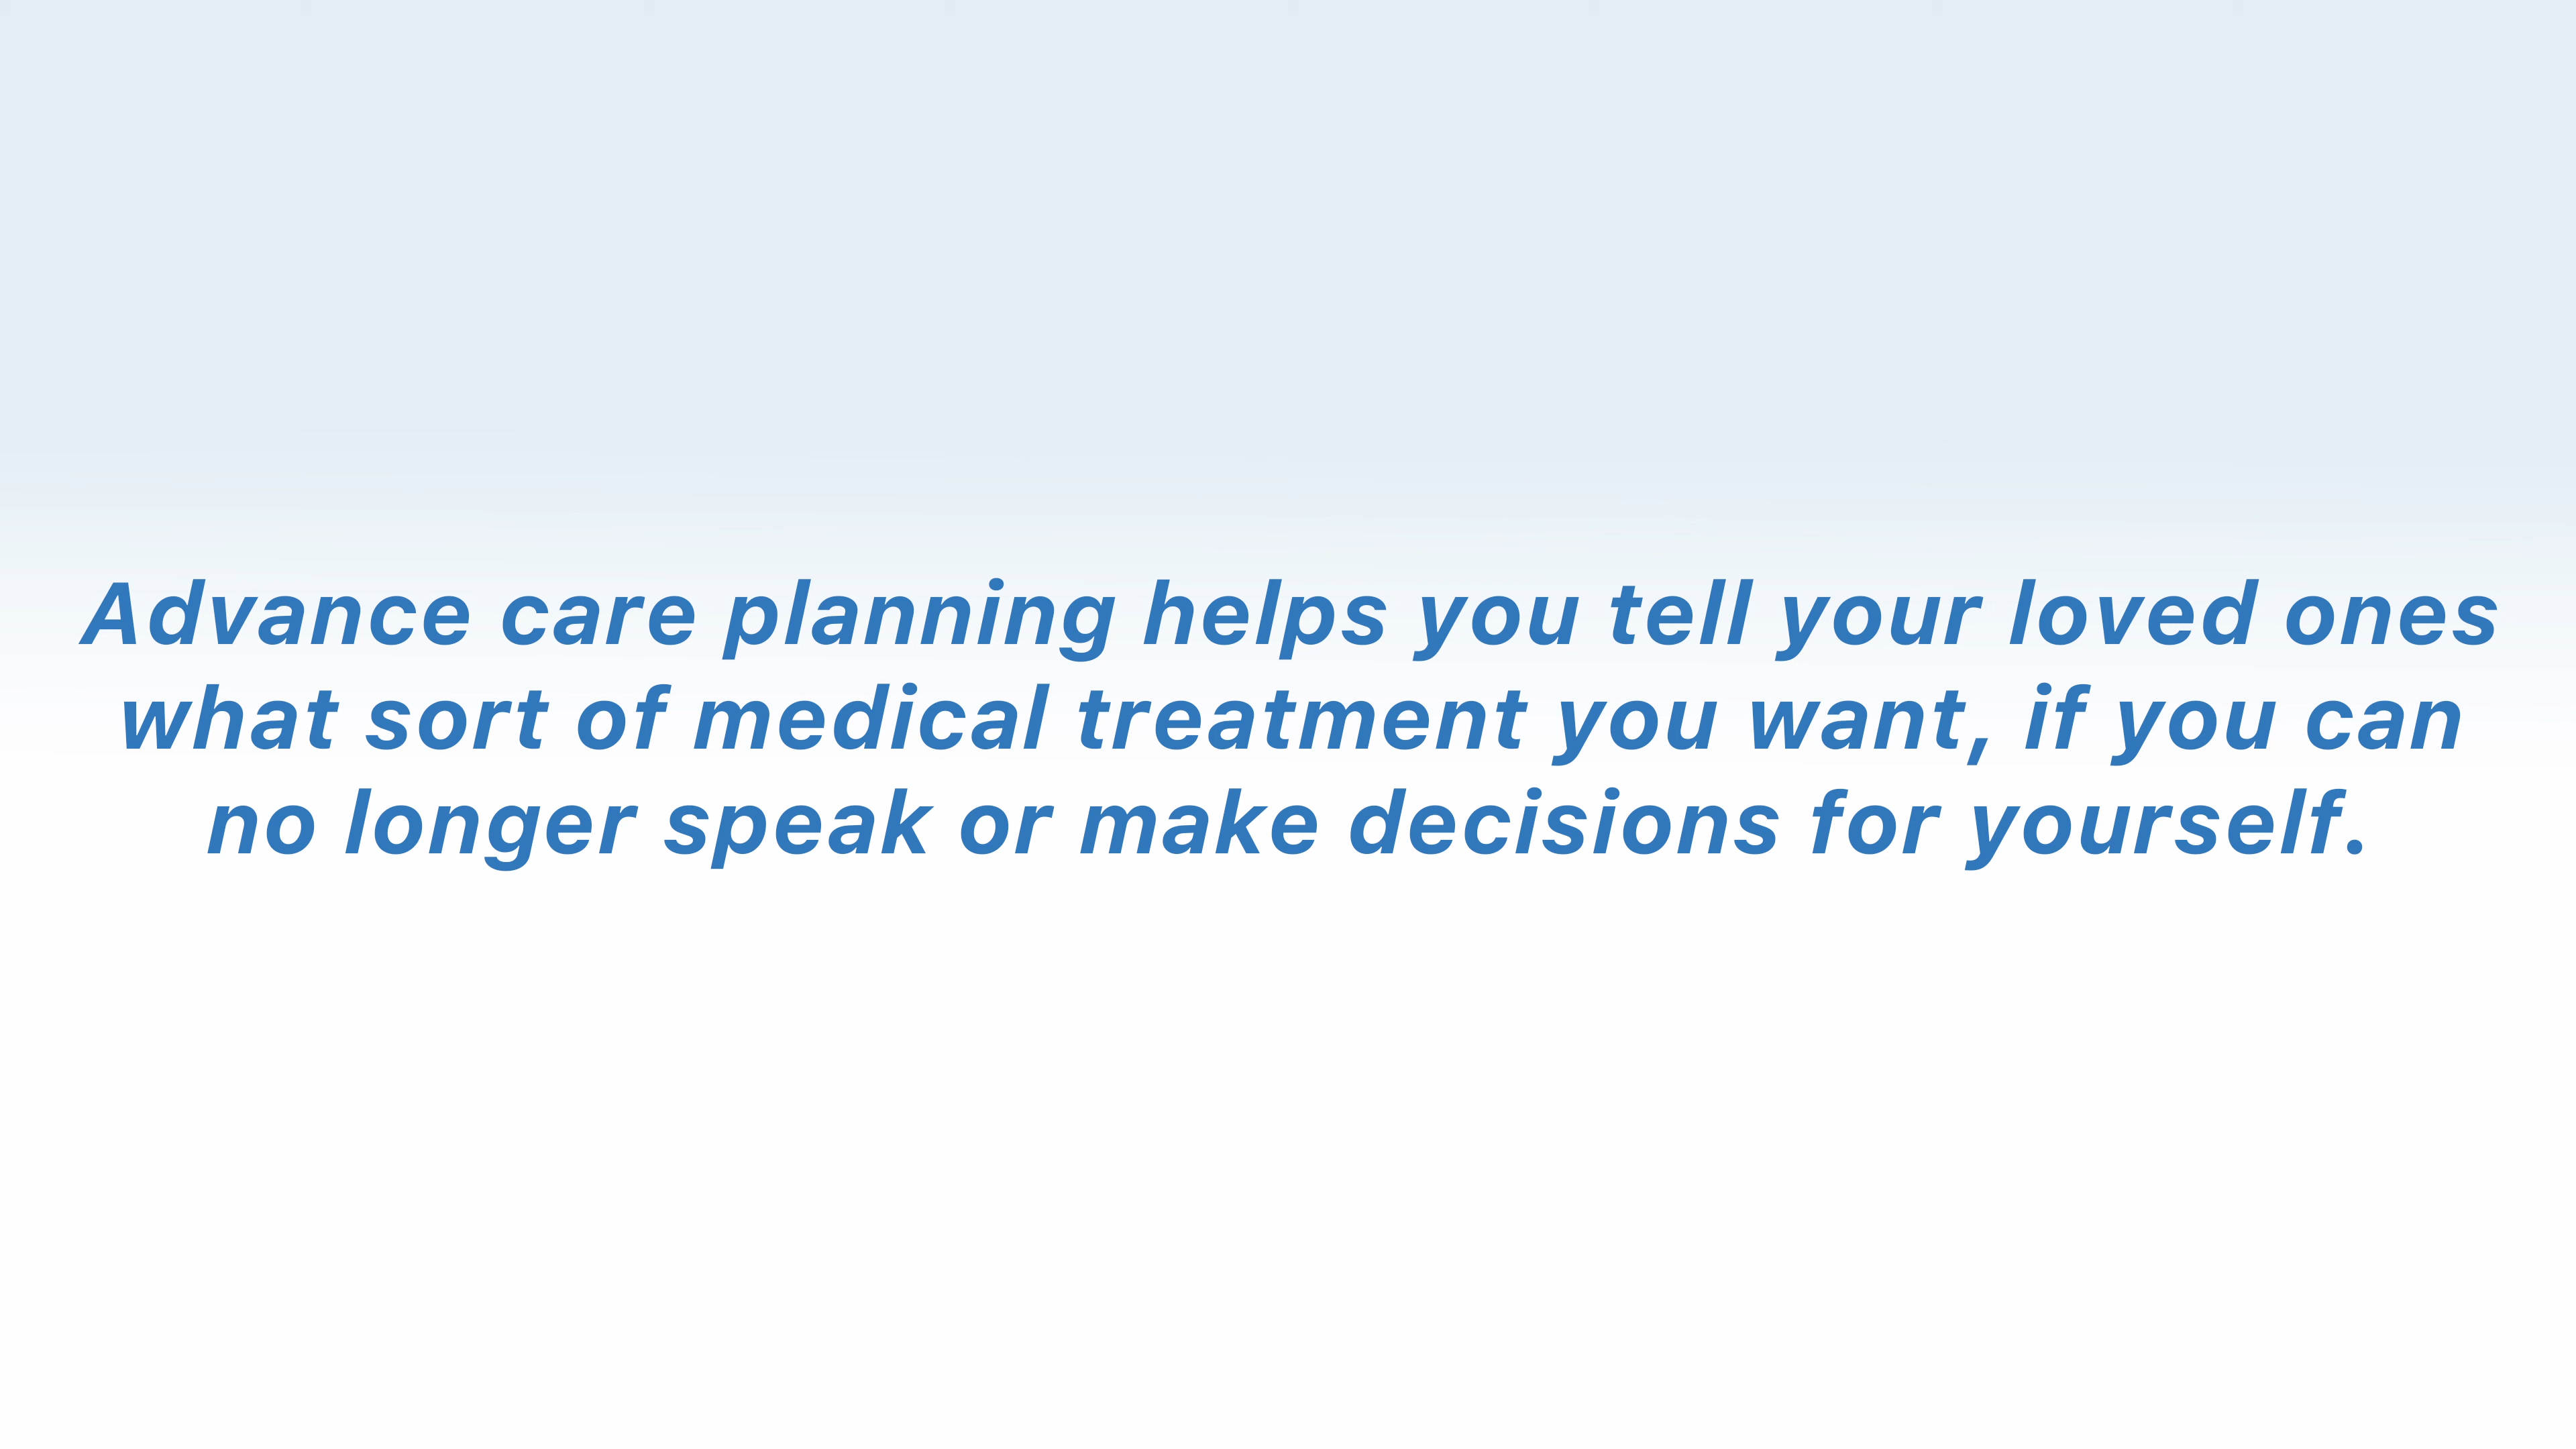 Advance care planning helps you tell your loved ones
what sort of medical treatment you want, if you can
no longer speak or make decisions for yourself.